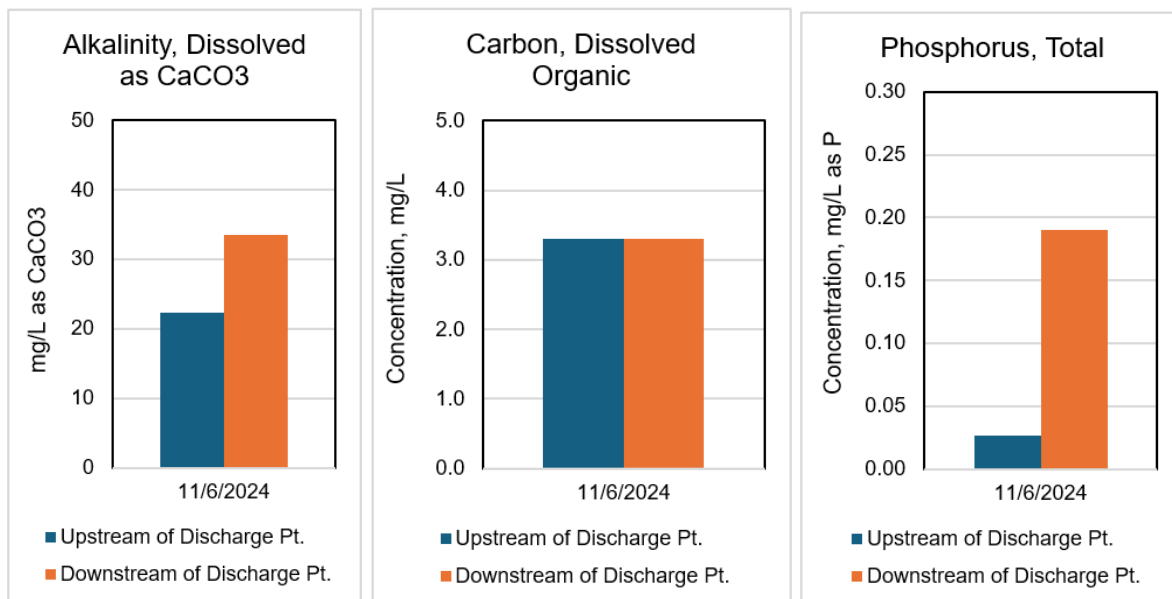 Alkalinity, Dissolved
as CaCO3
mg/L as CaCO3
50
40
30
20
10
0
11/6/2024
Upstream of Discharge Pt.
Downstream of Discharge Pt.
Carbon, Dissolved
Organic
Concentration, mg/L
5.0
4.0
3.0
2.0
1.0
0.0
11/6/2024
Upstream of Discharge Pt.
Downstream of Discharge Pt.
Phosphorus, Total
Concentration, mg/L as P
0.30
0.25
0.20
0.15
0.10
0.05
0.00
11/6/2024
Upstream of Discharge Pt.
Downstream of Discharge Pt.